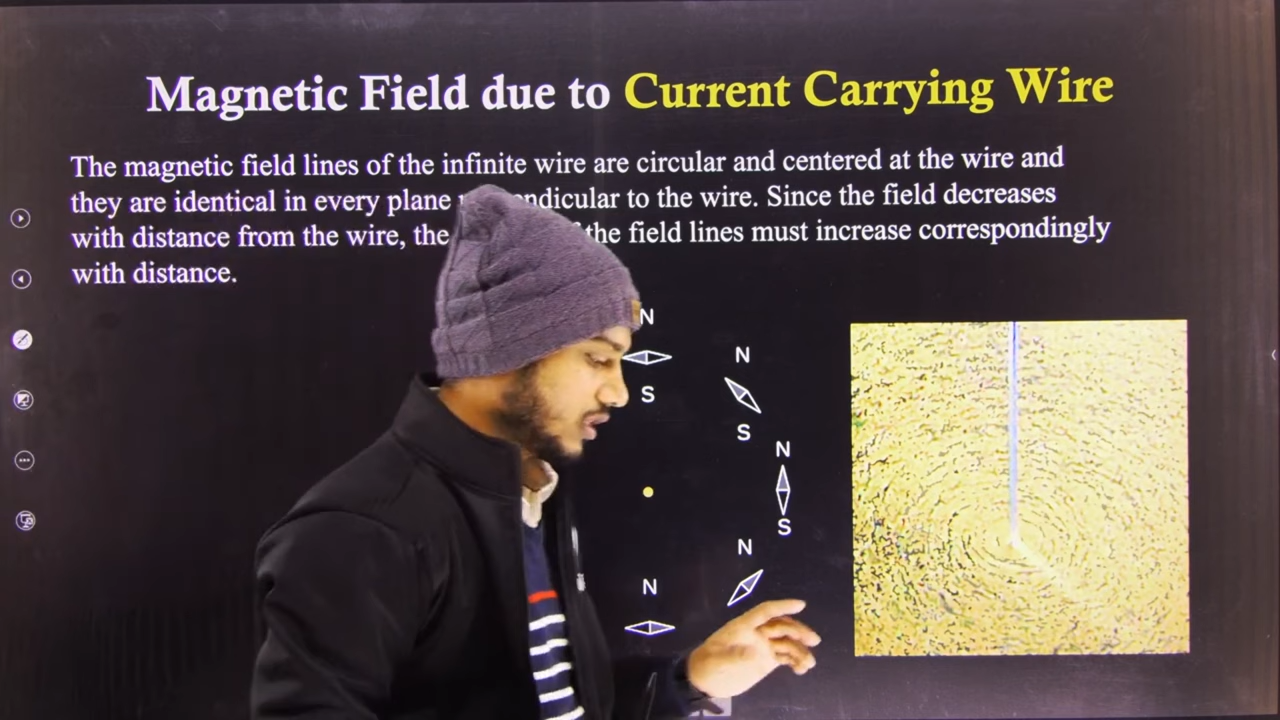 Magnetic Field due to Current Carrying Wire
The magnetic field lines of the infinite wire are circular and centered at the wire and
they are identical in every plane to the wire. Since the field decreases
with distance from the wire, the the field lines must increase correspondingly
with distance.
N
S
N
S
N
S
N
N